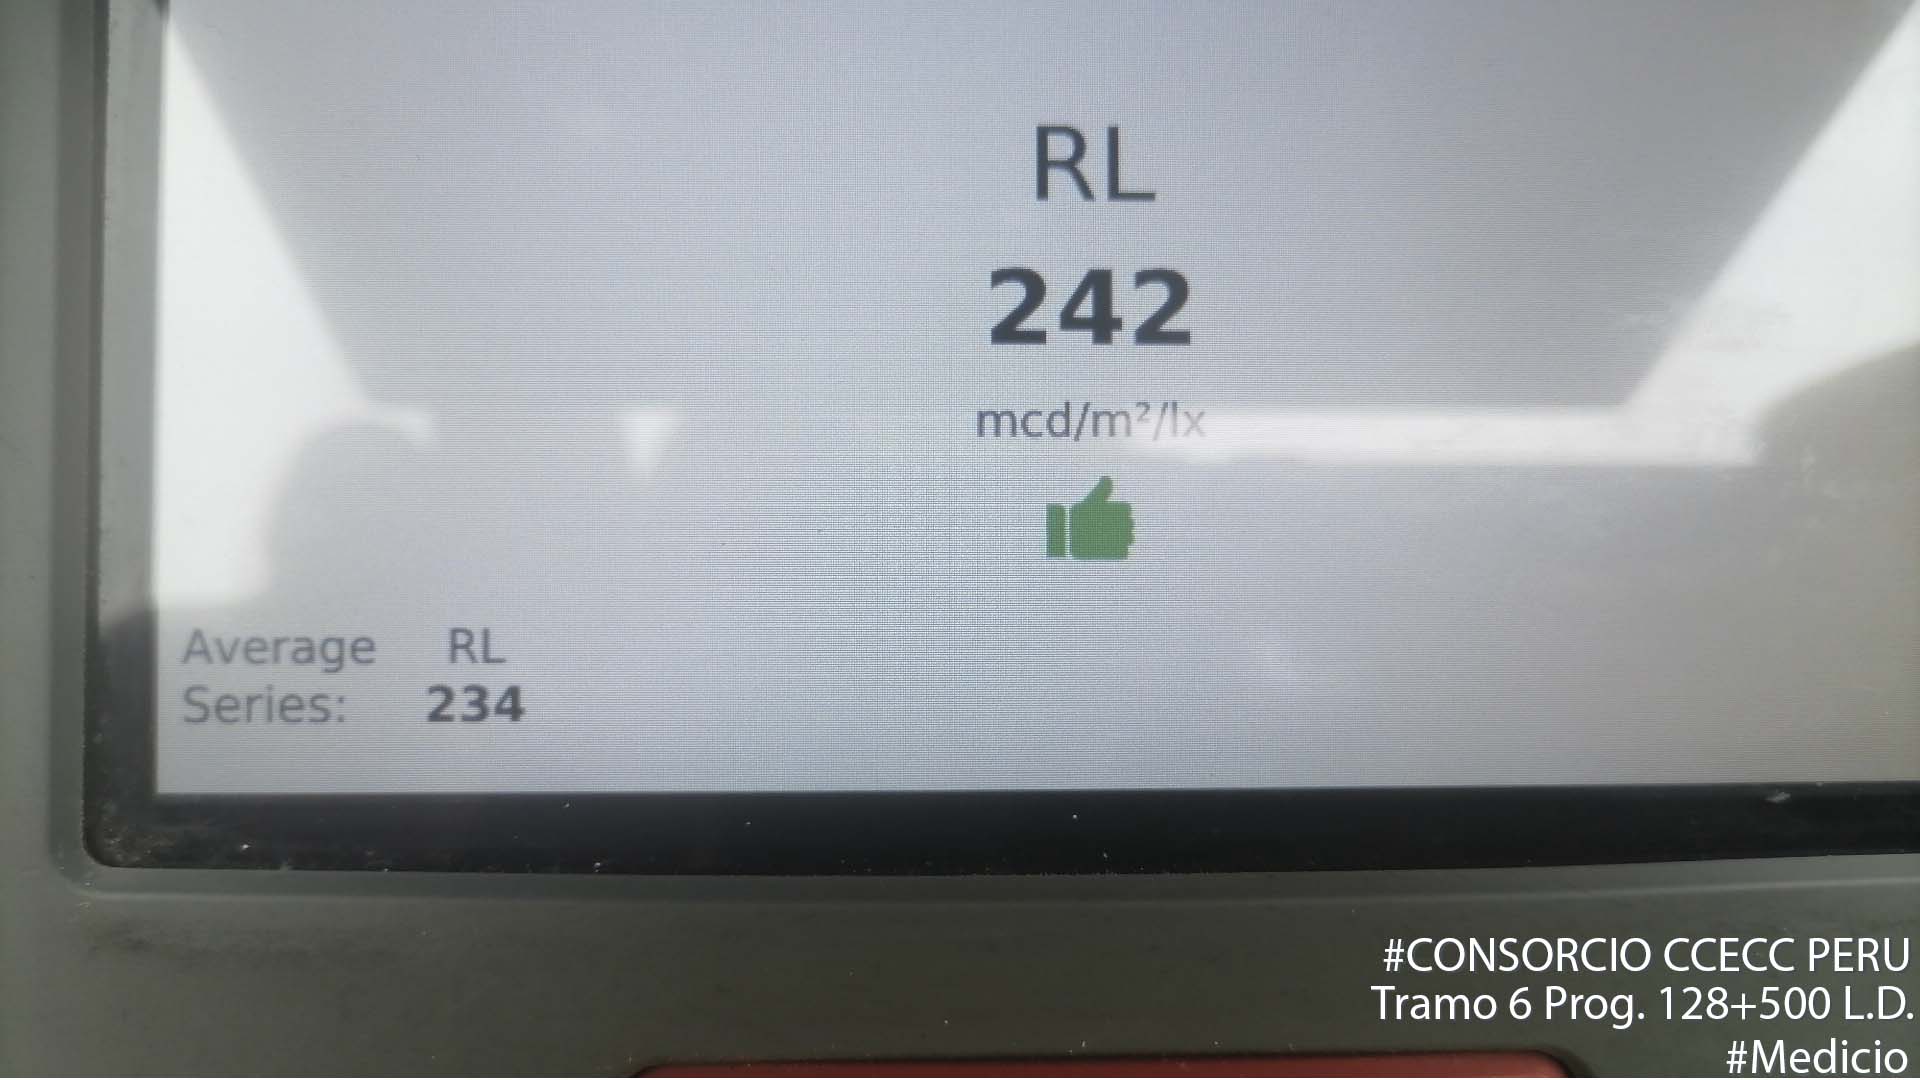 RL
242
mcd/m²/lx
Average RL
Series: 234
#CONSORCIO CCECC PERU
Tramo 6 Prog. 128+500 L.D.
#Medicio